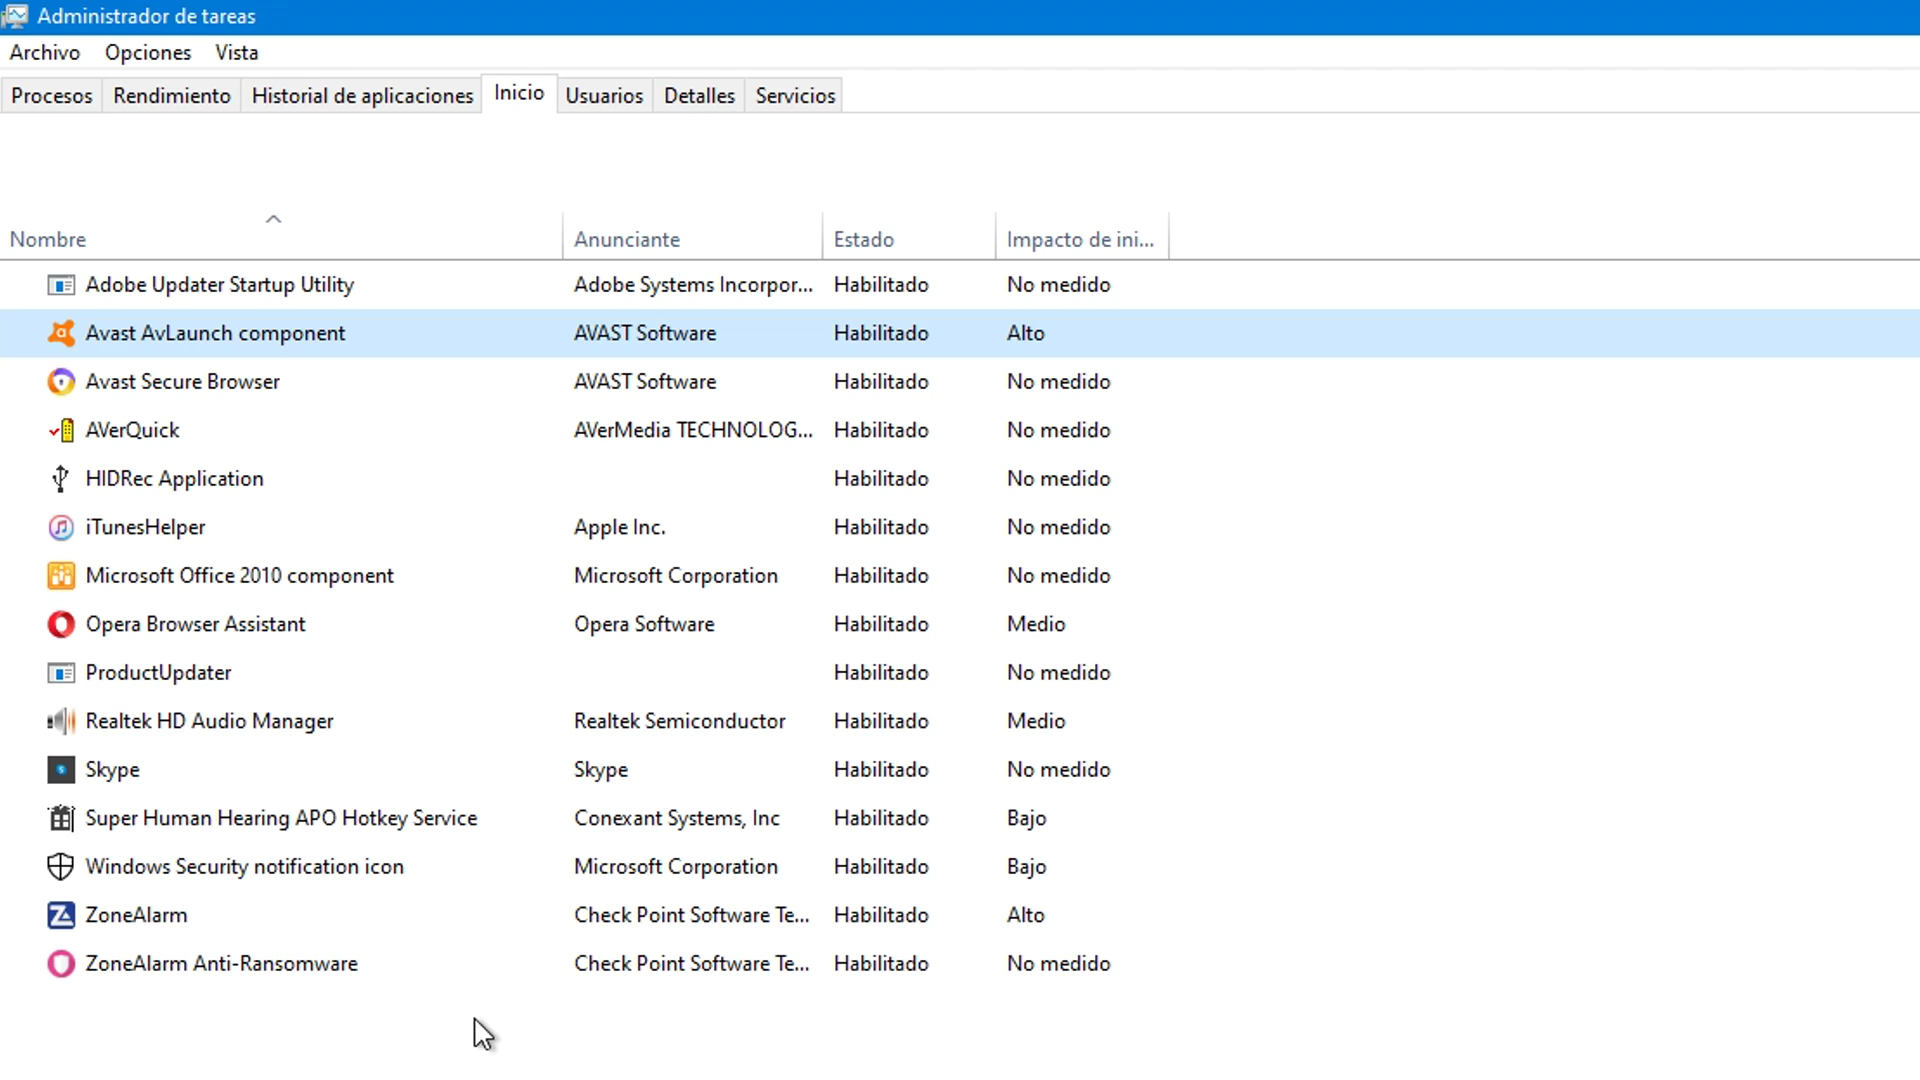 Administrador de tareas
Archivo Opciones Vista
Procesos Rendimiento Historial de aplicaciones Inicio Usuarios Detalles Servicios
Nombre Anunciante Estado Impacto de ini...
Adobe Updater Startup Utility Adobe Systems Incorpor... Habilitado No medido
Avast AvLaunch component AVAST Software Habilitado Alto
Avast Secure Browser AVAST Software Habilitado No medido
AVerQuick AVerMedia TECHNOLOG... Habilitado No medido
HIDRec Application Habilitado No medido
iTunesHelper Apple Inc. Habilitado No medido
Microsoft Office 2010 component Microsoft Corporation Habilitado No medido
Opera Browser Assistant Opera Software Habilitado Medio
ProductUpdater Habilitado No medido
Realtek HD Audio Manager Realtek Semiconductor Habilitado Medio
Skype Skype Habilitado No medido
Super Human Hearing APO Hotkey Service Conexant Systems, Inc Habilitado Bajo
Windows Security notification icon Microsoft Corporation Habilitado Bajo
ZoneAlarm Check Point Software Te... Habilitado Alto
ZoneAlarm Anti-Ransomware Check Point Software Te... Habilitado No medido